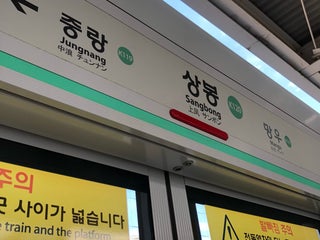 중랑
K119
Jungnang
中浪 チュンナン
상봉
K120
Sangbong
上鳳 サンボン
망우
주의
사이가 넓습니다
e train and the platform
발빠짐 주의